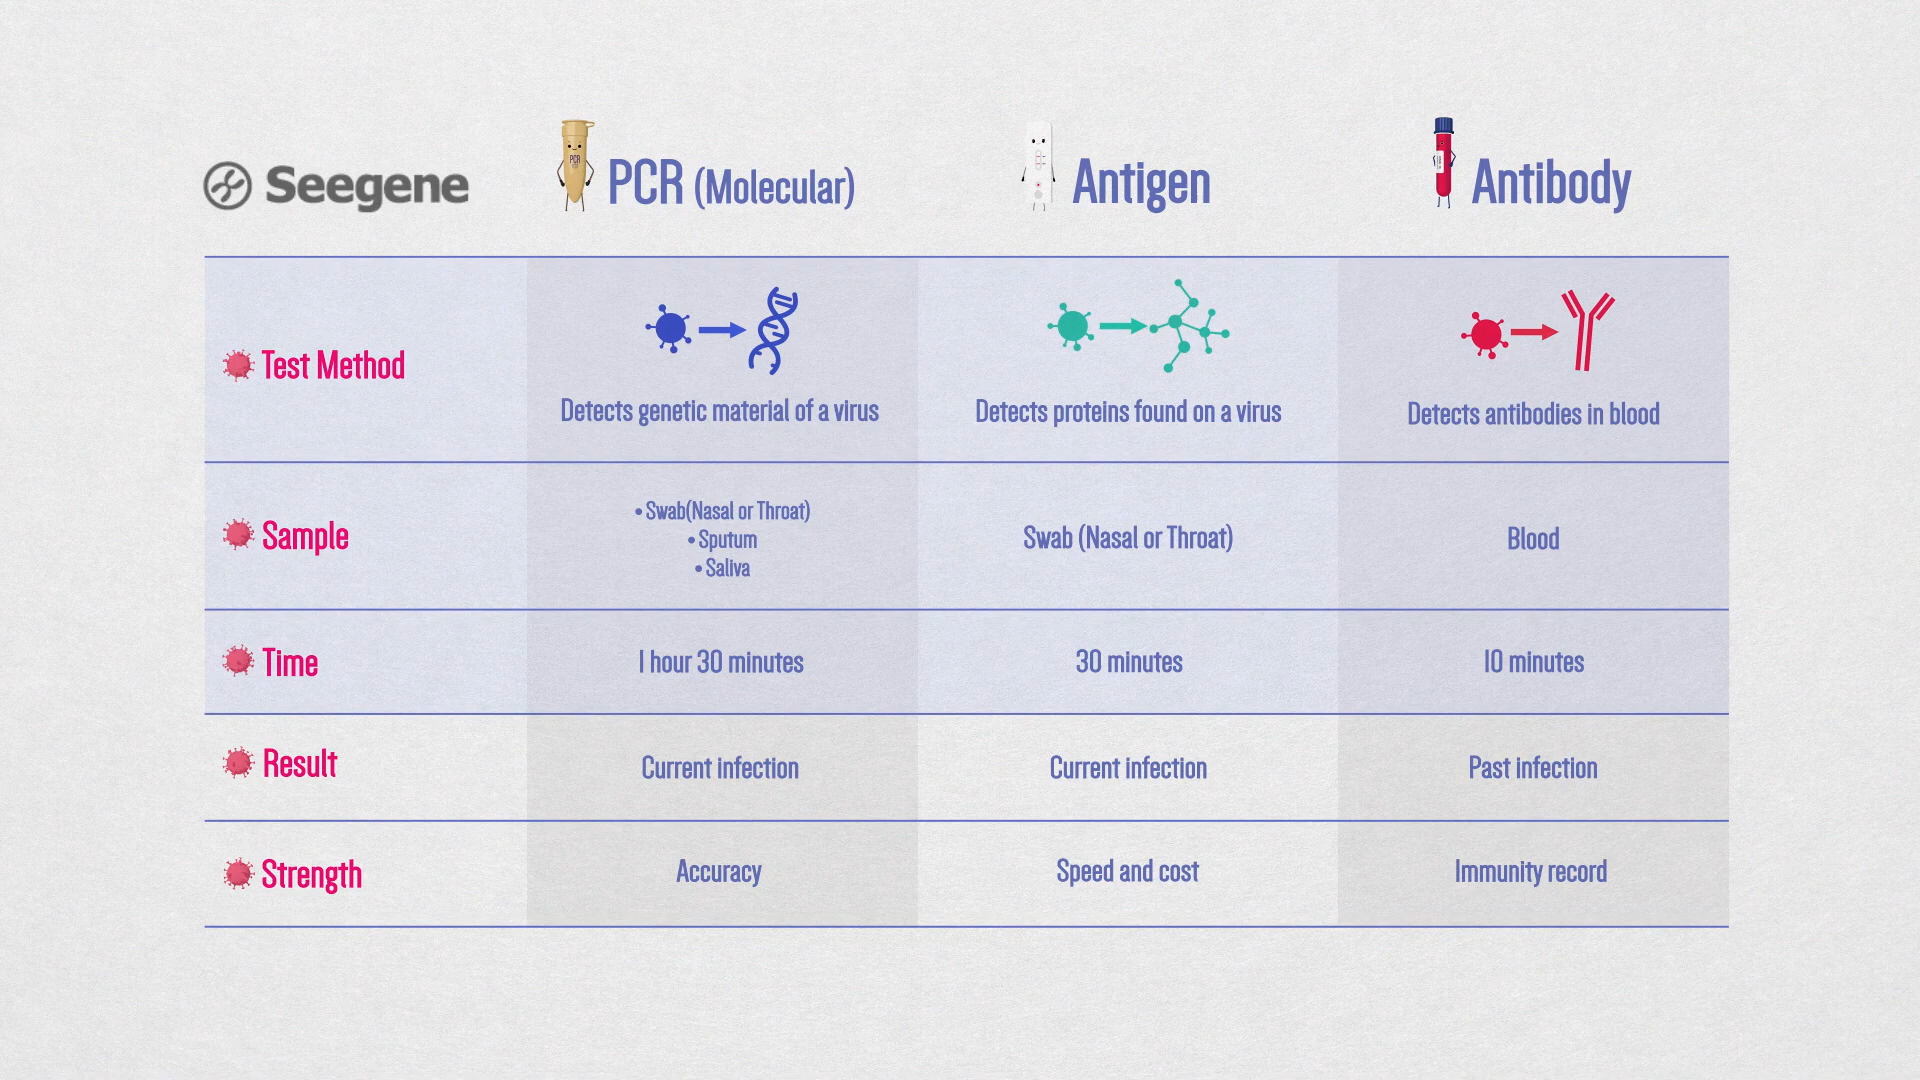 Seegene
PCR
PCR (Molecular)
Antigen
Antibody
Test Method
Detects genetic material of a virus
Detects proteins found on a virus
Detects antibodies in blood
Sample
• Swab(Nasal or Throat)
• Sputum
• Saliva
Swab (Nasal or Throat)
Blood
Time
1 hour 30 minutes
30 minutes
10 minutes
Result
Current infection
Current infection
Past infection
Strength
Accuracy
Speed and cost
Immunity record